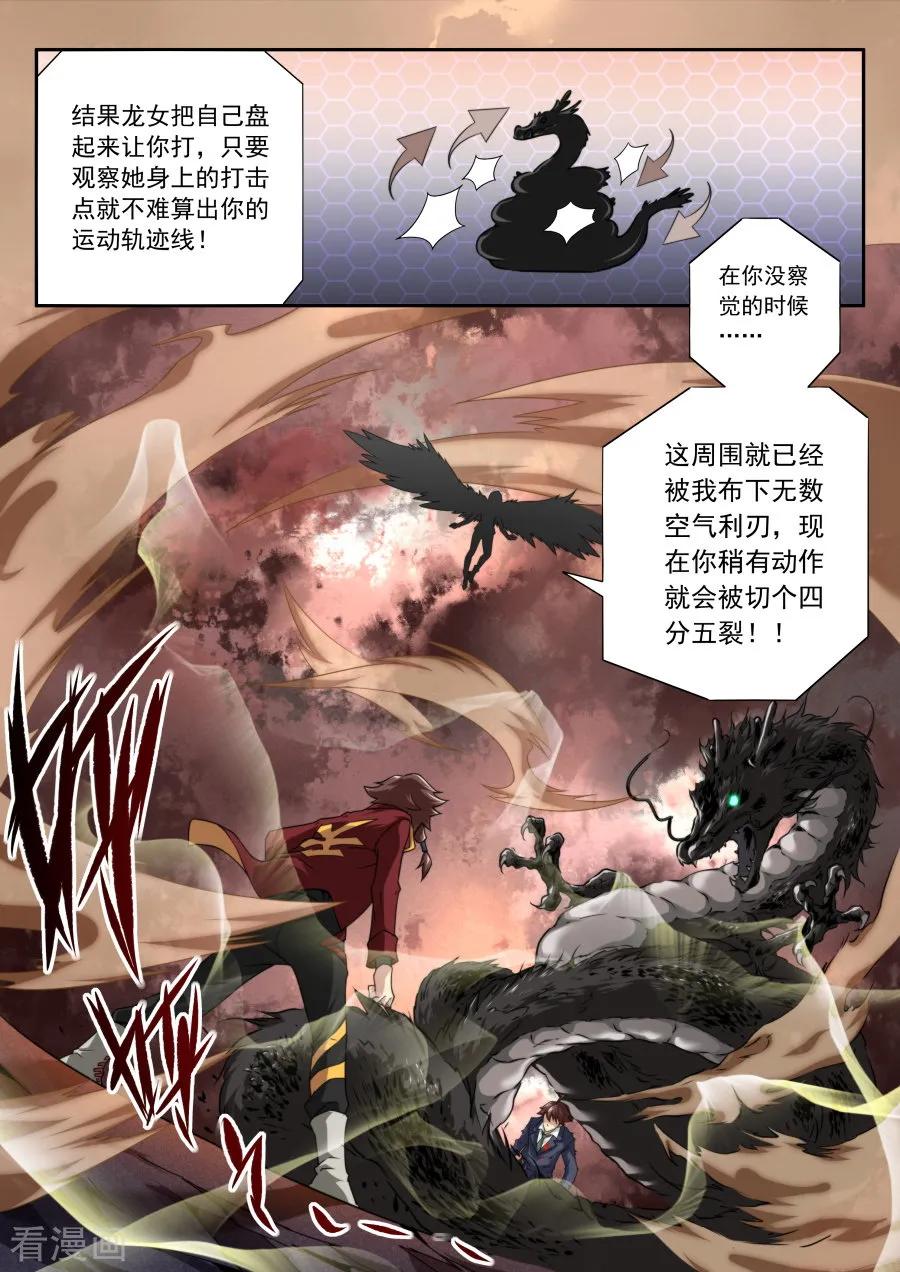 结果龙女把自己盘
起来让你打，只要
观察她身上的打击
点就不难算出你的
运动轨迹线！
在你没察
觉的时候
……
这周围就已经
被我布下无数
空气利刃，现
在你稍有动作
就会被切个四
分五裂！！
看漫画